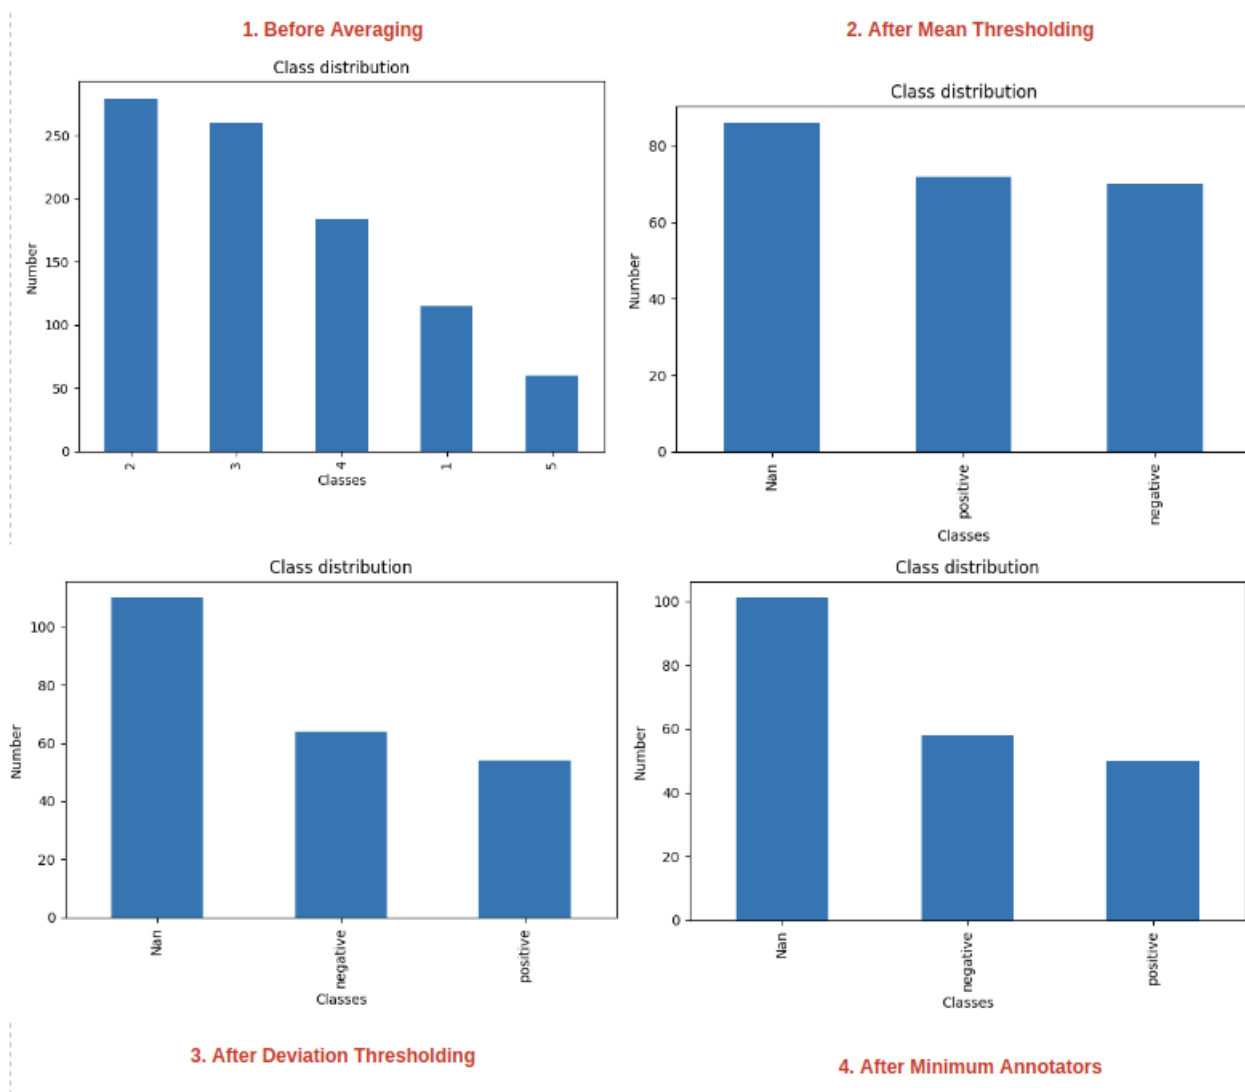 1. Before Averaging
Class distribution
Number
250
200
150
100
50
0
2
3
4
1
5
Classes
2. After Mean Thresholding
Class distribution
Number
80
60
40
20
0
Nan
positive
negative
Classes
Class distribution
Number
100
80
60
40
20
0
Nan
negative
positive
Classes
3. After Deviation Thresholding
Class distribution
Number
100
80
60
40
20
0
Nan
negative
positive
Classes
4. After Minimum Annotators